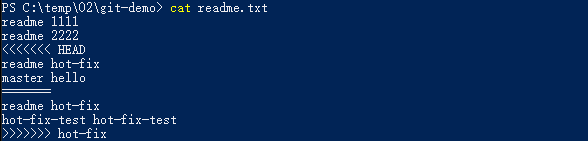 PS C:\temp\02\git-demo> cat readme.txt
readme 1111
readme 2222
<<<<<<< HEAD
readme hot-fix
master hello
=======
readme hot-fix
hot-fix-test hot-fix-test
>>>>>>> hot-fix